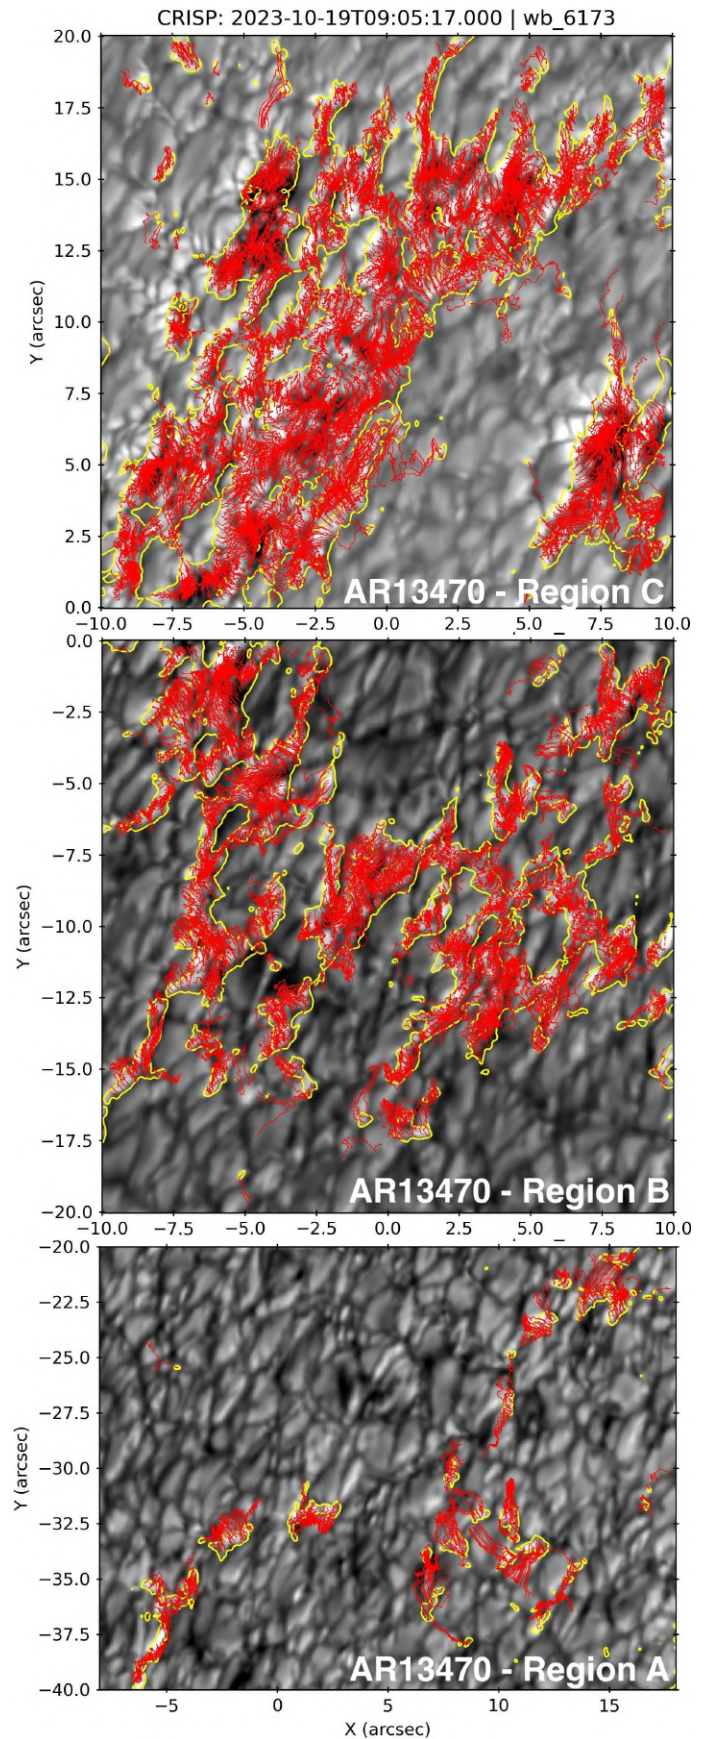 CRISP: 2023-10-19T09:05:17.000 | wb_6173
20.0
17.5
15.0
12.5
10.0
7.5
5.0
2.5
0.0
Y (arcsec)
AR13470 - Region C
−10.0 −7.5 −5.0 −2.5 0.0 2.5 5.0 7.5 10.0
0.0
−2.5
−5.0
−7.5
−10.0
−12.5
−15.0
−17.5
−20.0
Y (arcsec)
AR13470 - Region B
−10.0 −7.5 −5.0 −2.5 0.0 2.5 5.0 7.5 10.0
−20.0
−22.5
−25.0
−27.5
−30.0
−32.5
−35.0
−37.5
−40.0
Y (arcsec)
AR13470 - Region A
−5 0 5 10 15
X (arcsec)